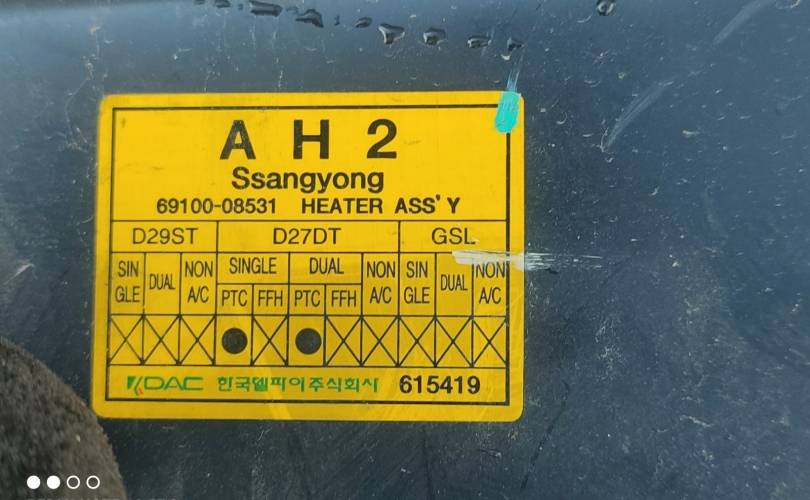 A H 2
Ssangyong
69100-08531 HEATER ASS'Y
D29ST D27DT GSL
SIN GLE DUAL NON A/C SINGLE DUAL NON A/C SIN GLE DUAL NON A/C
PTC FFH PTC FFH
KDAC 한국델파이주식회사 615419